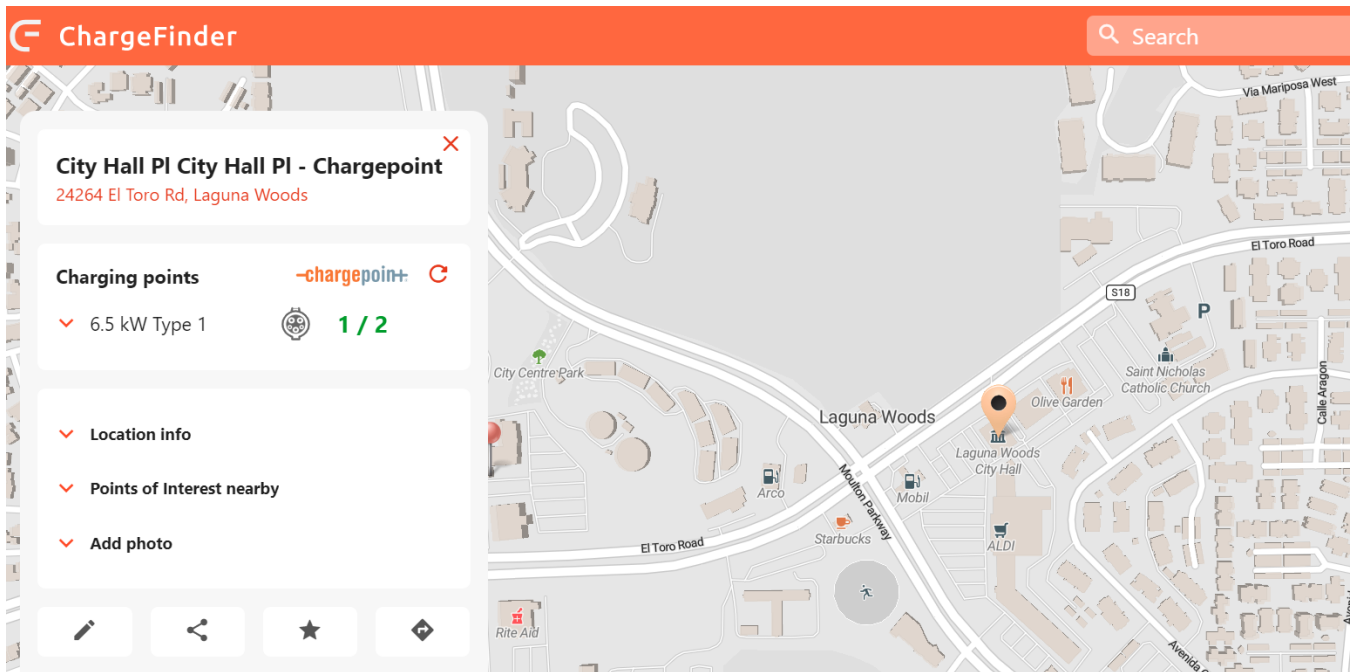 ChargeFinder
Search
City Hall Pl City Hall Pl - Chargepoint
24264 El Toro Rd, Laguna Woods
Charging points
-chargepoin+
6.5 kW Type 1
1 / 2
Location info
Points of Interest nearby
Add photo
Via Mariposa West
El Toro Road
S18
P
Saint Nicholas
Catholic Church
Calle Aragon
City Centre Park
Olive Garden
Laguna Woods
Laguna Woods
City Hall
Arco
Moulton Parkway
Mobil
Starbucks
ALDI
El Toro Road
Rite Aid